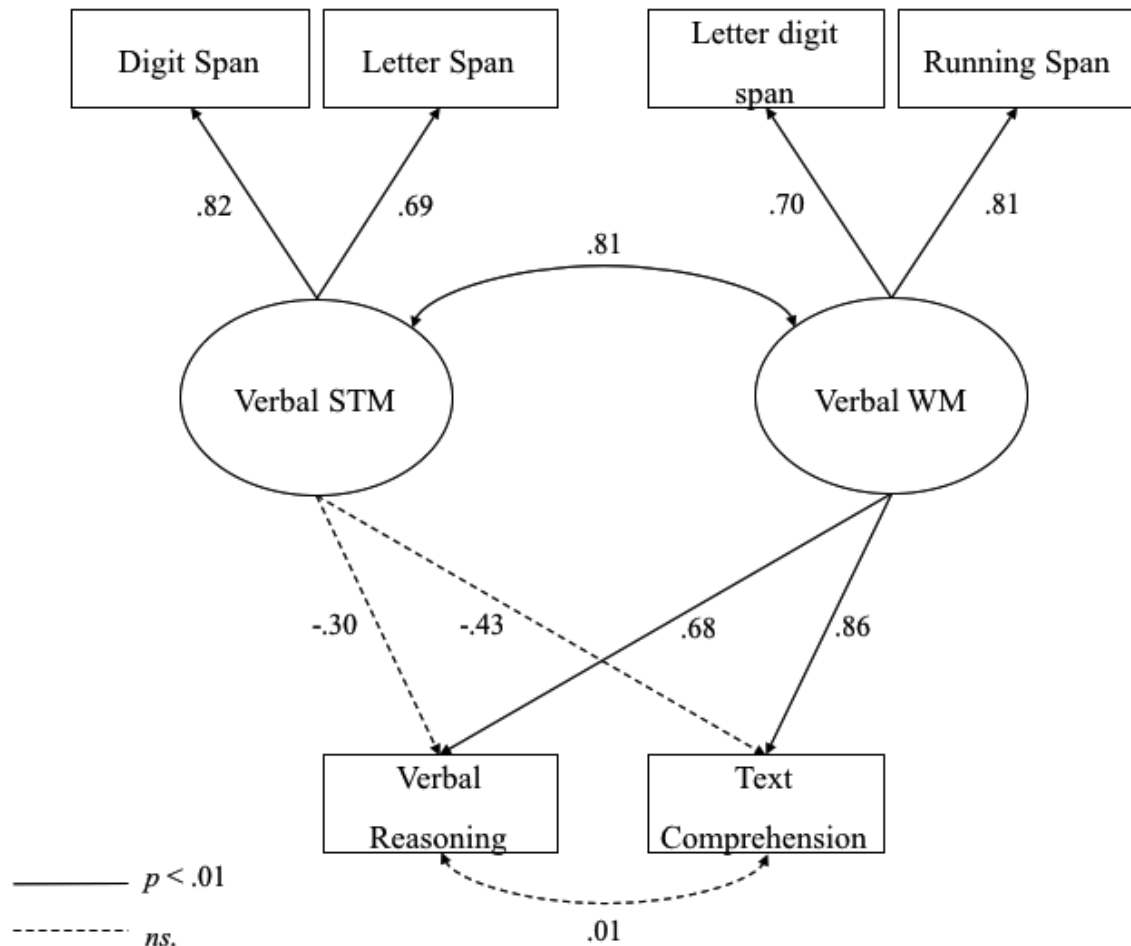 Digit Span
Letter Span
Letter digit
span
Running Span
.82
.69
.70
.81
.81
Verbal STM
Verbal WM
-.30
-.43
.68
.86
Verbal
Reasoning
Text
Comprehension
p < .01
ns.
.01